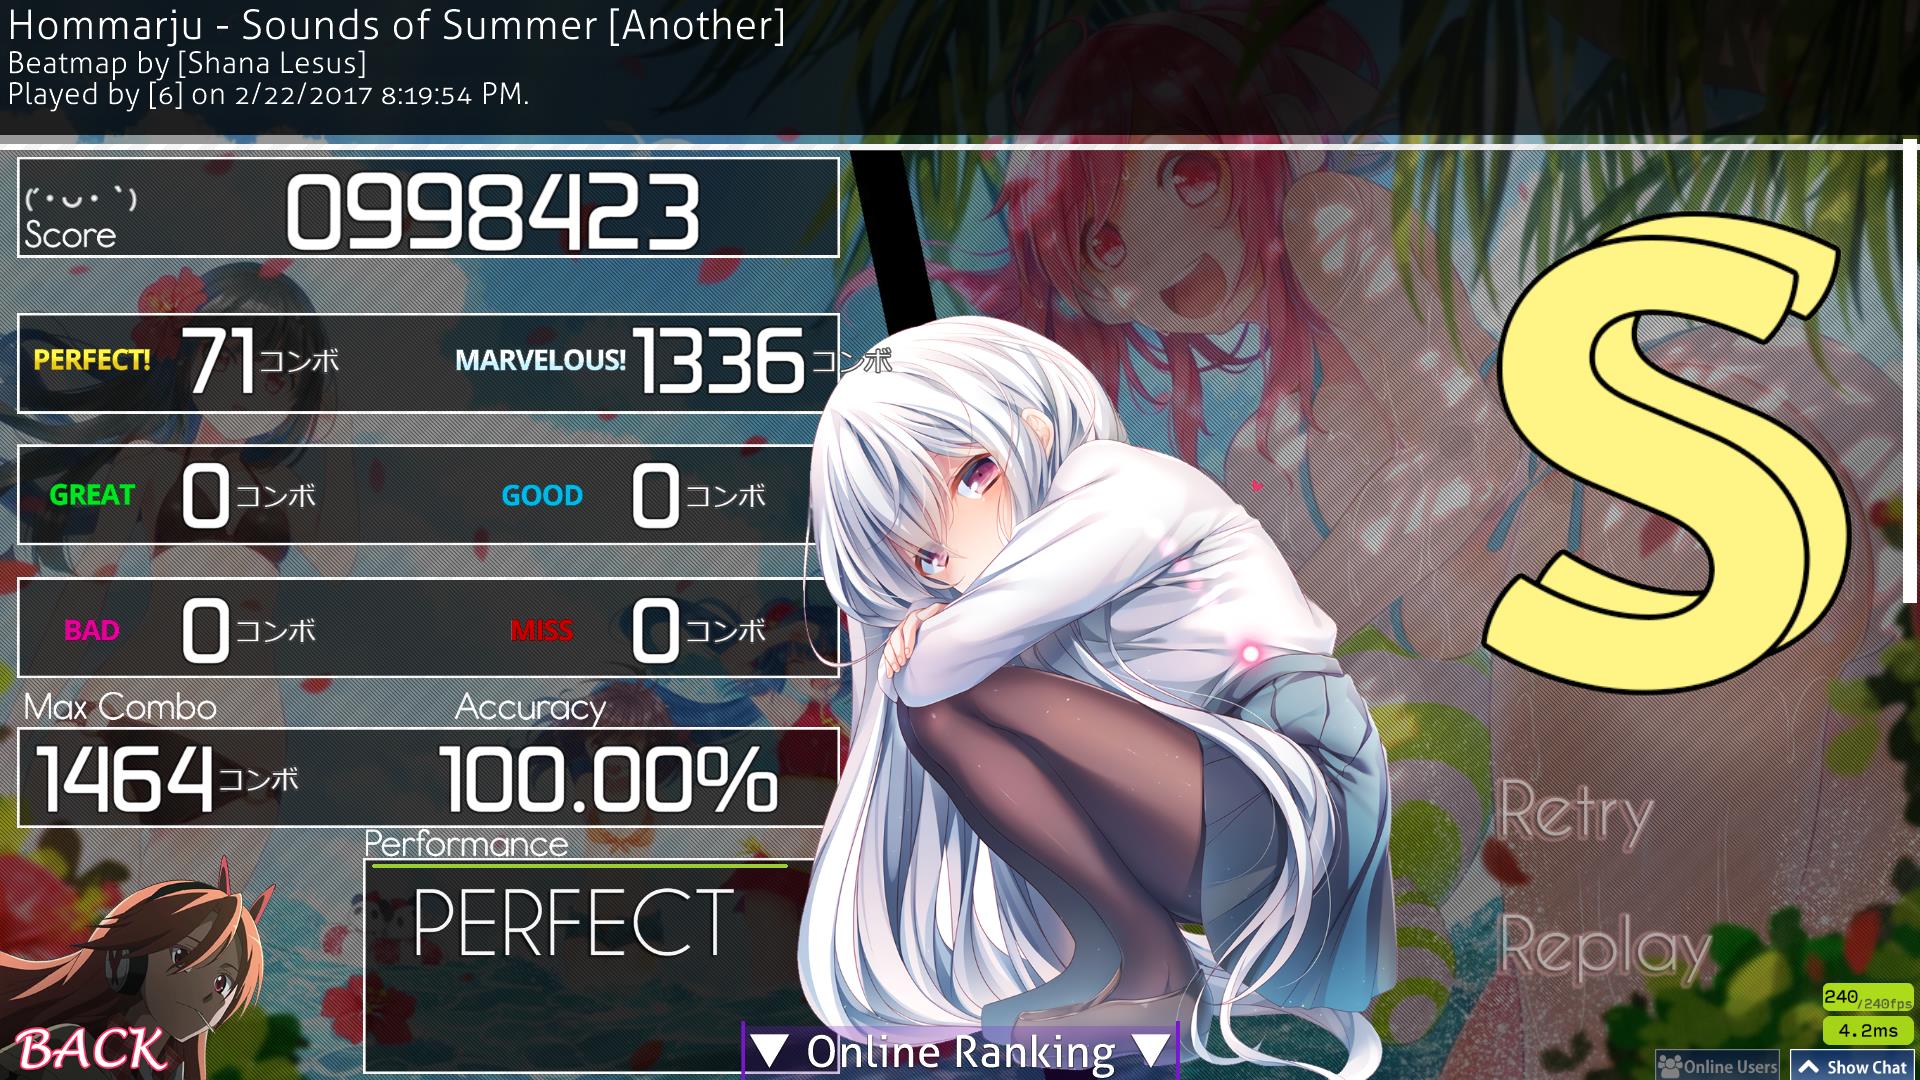 Hommarju - Sounds of Summer [Another]
Beatmap by [Shana Lesus]
Played by [6] on 2/22/2017 8:19:54 PM.
(´・ᴗ・`)
Score
0998423
PERFECT! 71コンボ MARVELOUS! 1336コンボ
GREAT 0コンボ GOOD 0コンボ
BAD 0コンボ MISS 0コンボ
Max Combo Accuracy
1464コンボ 100.00%
Performance
PERFECT
S
Retry
Replay
BACK
▼ Online Ranking ▼
240/240fps
4.2ms
Online Users Show Chat